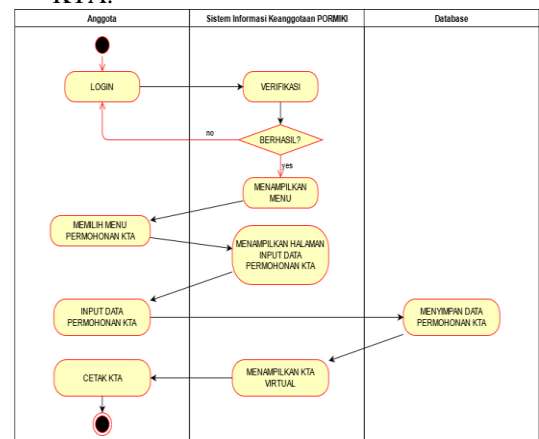 KTA.
Anggota
Sistem Informasi Keanggotaan PORMIKI
Database
LOGIN
VERIFIKASI
no
BERHASIL?
yes
MENAMPILKAN
MENU
MEMILIH MENU
PERMOHONAN KTA
MENAMPILKAN HALAMAN
INPUT DATA
PERMOHONAN KTA
INPUT DATA
PERMOHONAN KTA
MENYIMPAN DATA
PERMOHONAN KTA
MENAMPILKAN KTA
VIRTUAL
CETAK KTA